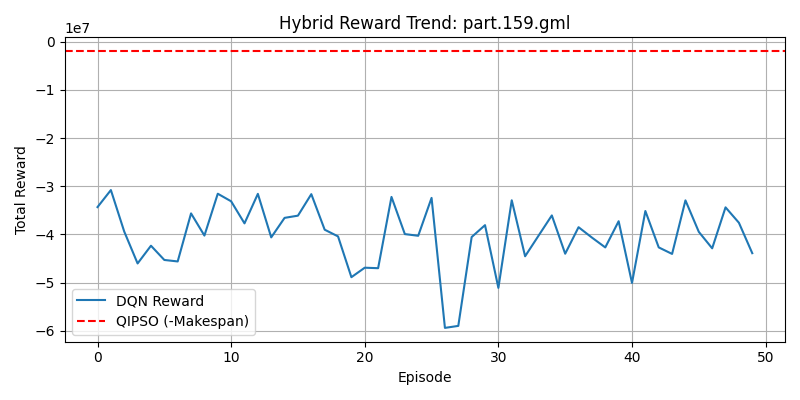 Hybrid Reward Trend: part.159.gml
1e7
0
−1
−2
−3
−4
−5
−6
Total Reward
DQN Reward
QIPSO (-Makespan)
0 10 20 30 40 50
Episode